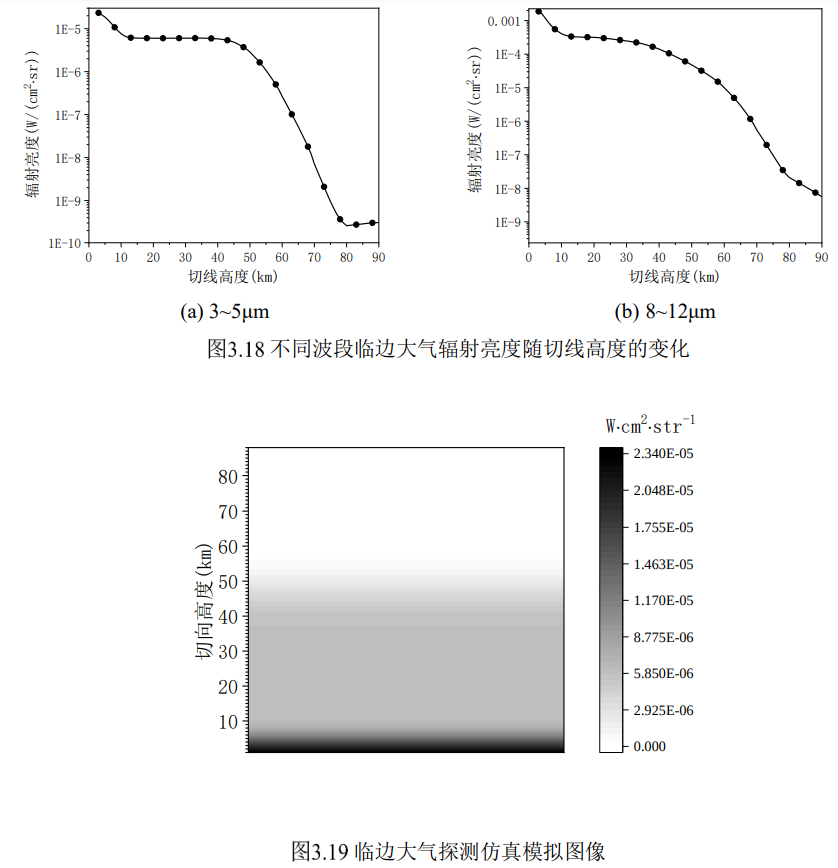 1E-5
1E-6
1E-7
1E-8
1E-9
1E-10
辐射亮度(W/(cm²·sr))
0 10 20 30 40 50 60 70 80 90
切线高度(km)
(a) 3~5μm
0.001
1E-4
1E-5
1E-6
1E-7
1E-8
1E-9
辐射亮度(W/(cm²·sr))
0 10 20 30 40 50 60 70 80 90
切线高度(km)
(b) 8~12μm
图3.18 不同波段临边大气辐射亮度随切线高度的变化
80
70
60
50
40
30
20
10
切向高度(km)
W·cm²·str⁻¹
2.340E-05
2.048E-05
1.755E-05
1.463E-05
1.170E-05
8.775E-06
5.850E-06
2.925E-06
0.000
图3.19 临边大气探测仿真模拟图像